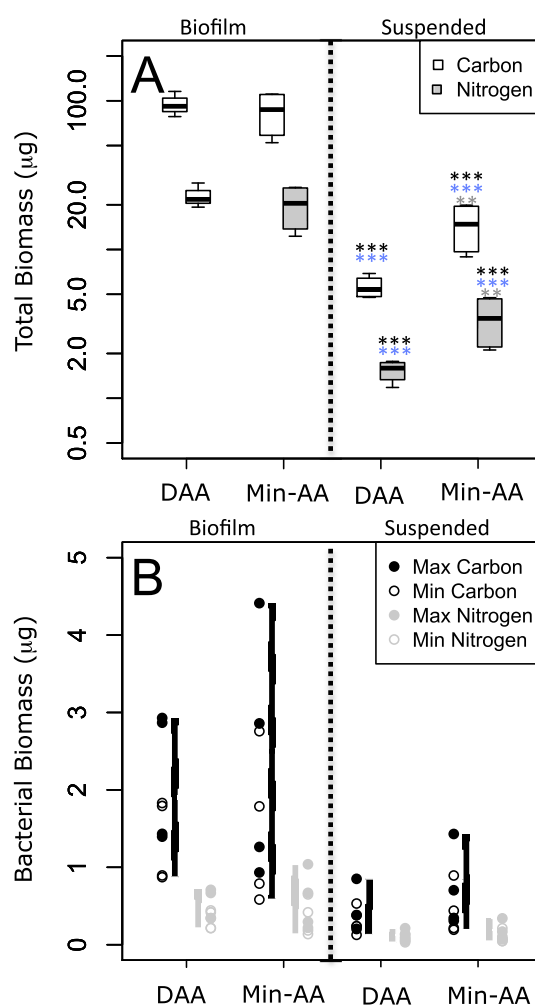 Biofilm Suspended
A
Carbon
Nitrogen
Total Biomass (µg)
100.0
20.0
5.0
2.0
0.5
***
***
**
***
***
**
***
***
***
***
DAA Min-AA DAA Min-AA
Biofilm Suspended
B
Max Carbon
Min Carbon
Max Nitrogen
Min Nitrogen
Bacterial Biomass (µg)
5
4
3
2
1
0
DAA Min-AA DAA Min-AA